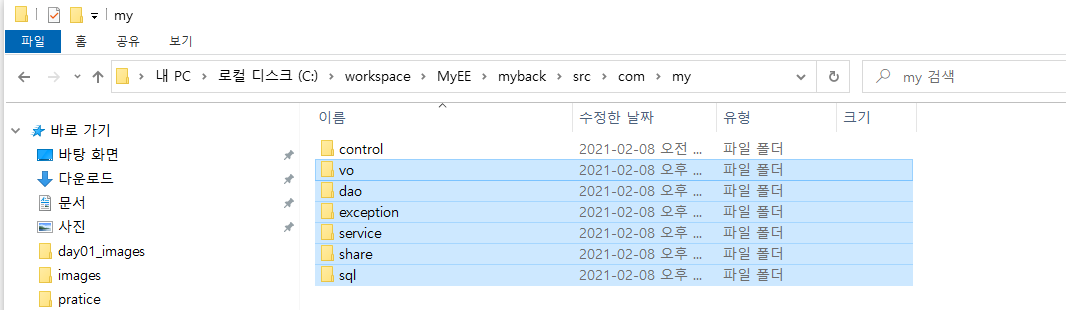 my
파일 홈 공유 보기
내 PC > 로컬 디스크 (C:) > workspace > MyEE > myback > src > com > my
my 검색
이름 수정한 날짜 유형 크기
바로 가기
바탕 화면
다운로드
문서
사진
day01_images
images
pratice
control 2021-02-08 오전 ... 파일 폴더
vo 2021-02-08 오후 ... 파일 폴더
dao 2021-02-08 오후 ... 파일 폴더
exception 2021-02-08 오후 ... 파일 폴더
service 2021-02-08 오후 ... 파일 폴더
share 2021-02-08 오후 ... 파일 폴더
sql 2021-02-08 오후 ... 파일 폴더